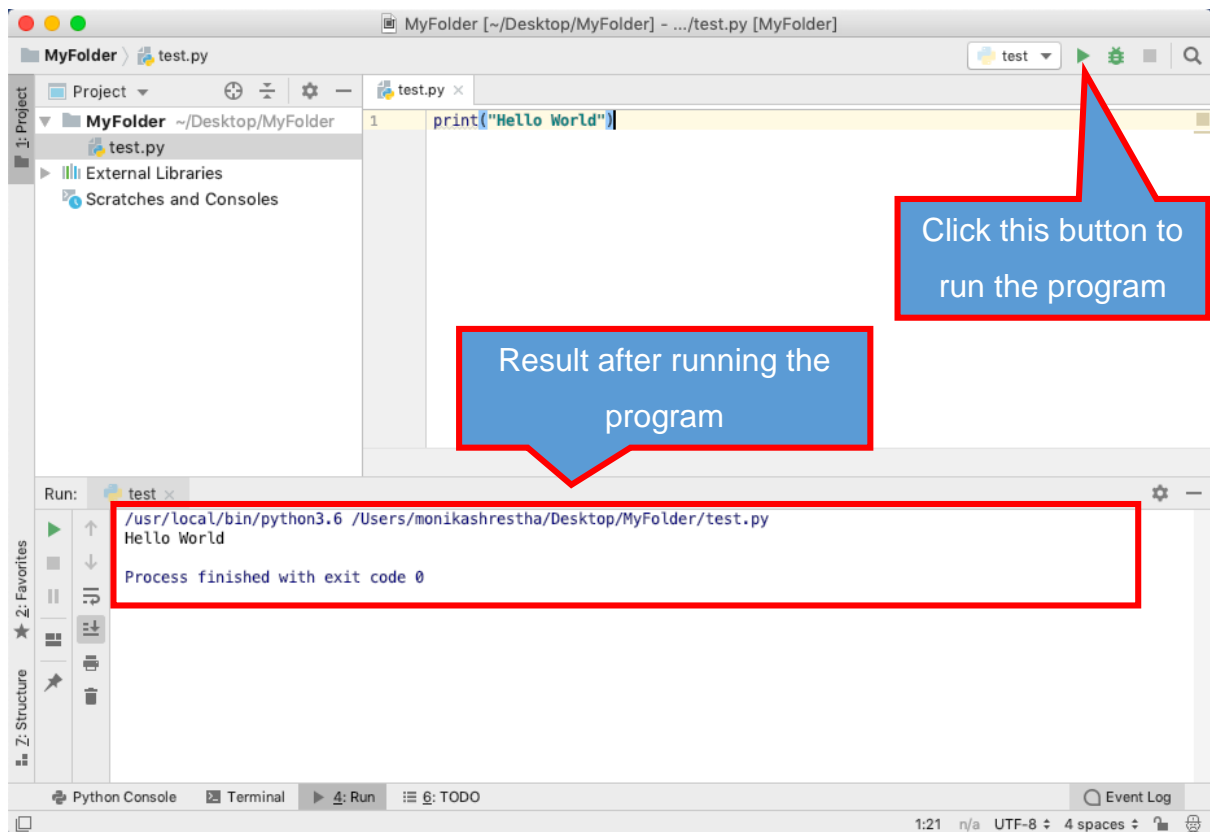 MyFolder [~/Desktop/MyFolder] - .../test.py [MyFolder]
MyFolder test.py
test
1: Project
Project
test.py ×
MyFolder ~/Desktop/MyFolder
test.py
External Libraries
Scratches and Consoles
1 print("Hello World")
Click this button to
run the program
Result after running the
program
Run: test ×
/usr/local/bin/python3.6 /Users/monikashrestha/Desktop/MyFolder/test.py
Hello World
Process finished with exit code 0
2: Favorites
Z: Structure
Python Console Terminal 4: Run 6: TODO Event Log
1:21 n/a UTF-8 4 spaces